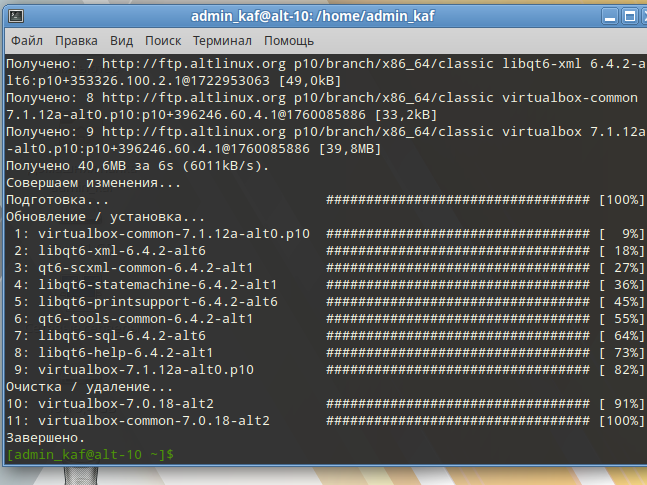 admin_kaf@alt-10: /home/admin_kaf
Файл Правка Вид Поиск Терминал Помощь
Получено: 7 http://ftp.altlinux.org p10/branch/x86_64/classic libqt6-xml 6.4.2-a
lt6:p10+353326.100.2.1@1722953063 [49,0kB]
Получено: 8 http://ftp.altlinux.org p10/branch/x86_64/classic virtualbox-common
7.1.12a-alt0.p10:p10+396246.60.4.1@1760085886 [33,2kB]
Получено: 9 http://ftp.altlinux.org p10/branch/x86_64/classic virtualbox 7.1.12a
-alt0.p10:p10+396246.60.4.1@1760085886 [39,8MB]
Получено 40,6MB за 6s (6011kB/s).
Совершаем изменения...
Подготовка... ################################# [100%]
Обновление / установка...
1: virtualbox-common-7.1.12a-alt0.p10 ################################# [ 9%]
2: libqt6-xml-6.4.2-alt6 ################################# [ 18%]
3: qt6-scxml-common-6.4.2-alt1 ################################# [ 27%]
4: libqt6-statemachine-6.4.2-alt1 ################################# [ 36%]
5: libqt6-printsupport-6.4.2-alt6 ################################# [ 45%]
6: qt6-tools-common-6.4.2-alt1 ################################# [ 55%]
7: libqt6-sql-6.4.2-alt6 ################################# [ 64%]
8: libqt6-help-6.4.2-alt1 ################################# [ 73%]
9: virtualbox-7.1.12a-alt0.p10 ################################# [ 82%]
Очистка / удаление...
10: virtualbox-7.0.18-alt2 ################################# [ 91%]
11: virtualbox-common-7.0.18-alt2 ################################# [100%]
Завершено.
[admin_kaf@alt-10 ~]$